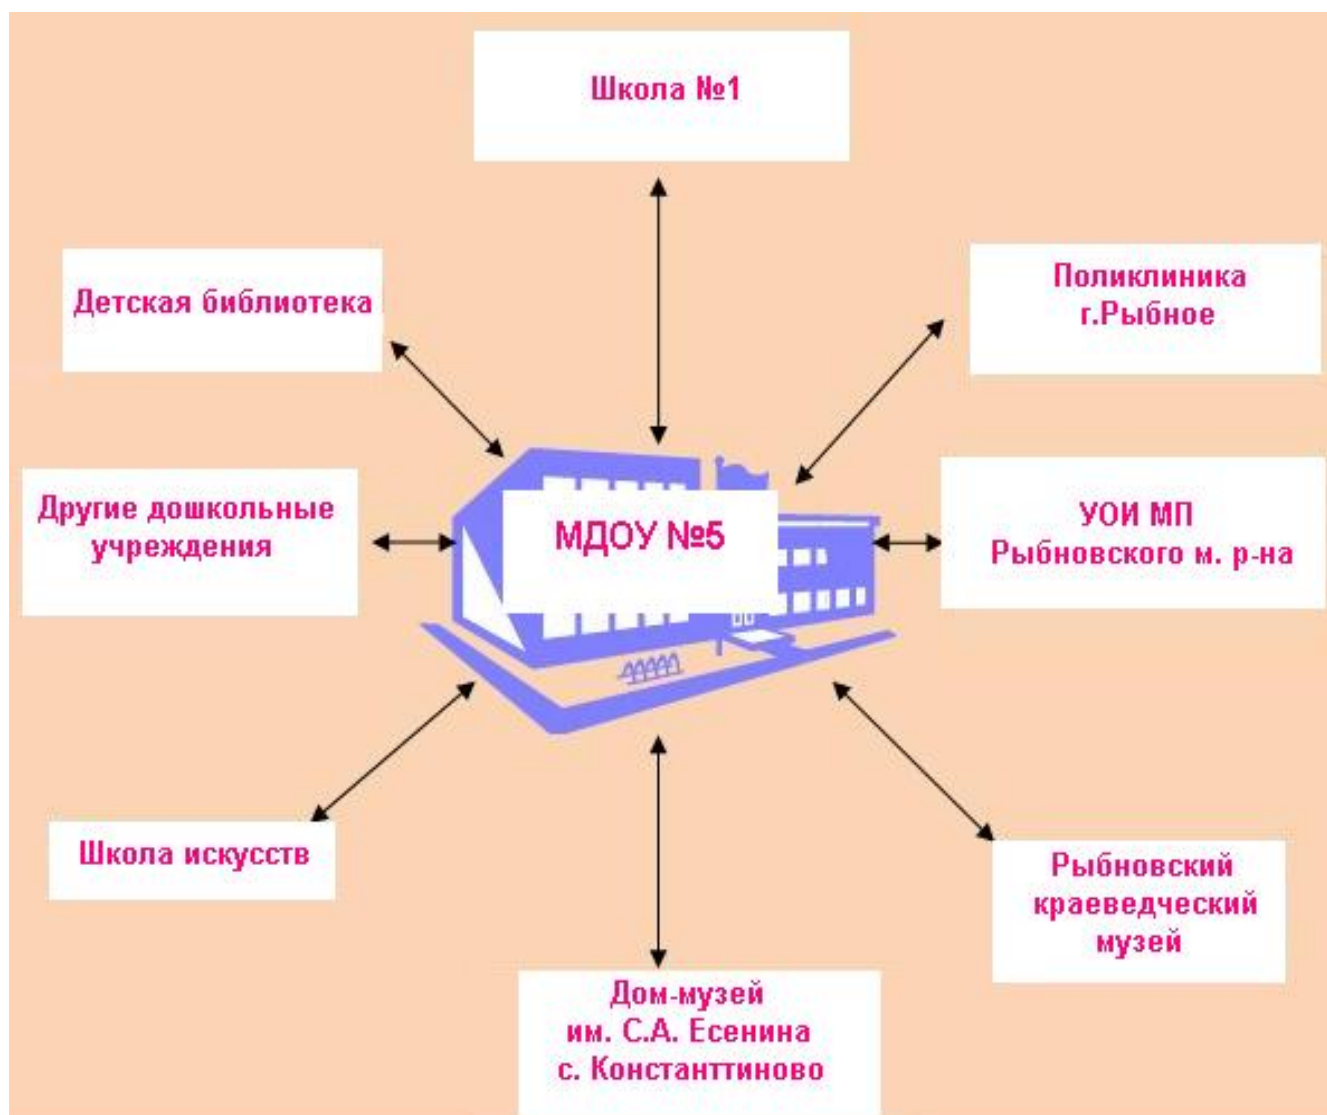 Школа №1
Детская библиотека
Поликлиника
г.Рыбное
Другие дошкольные
учреждения
МДОУ №5
УОИ МП
Рыбновского м. р-на
Школа искусств
Рыбновский
краеведческий
музей
Дом-музей
им. С.А. Есенина
с. Константтиново